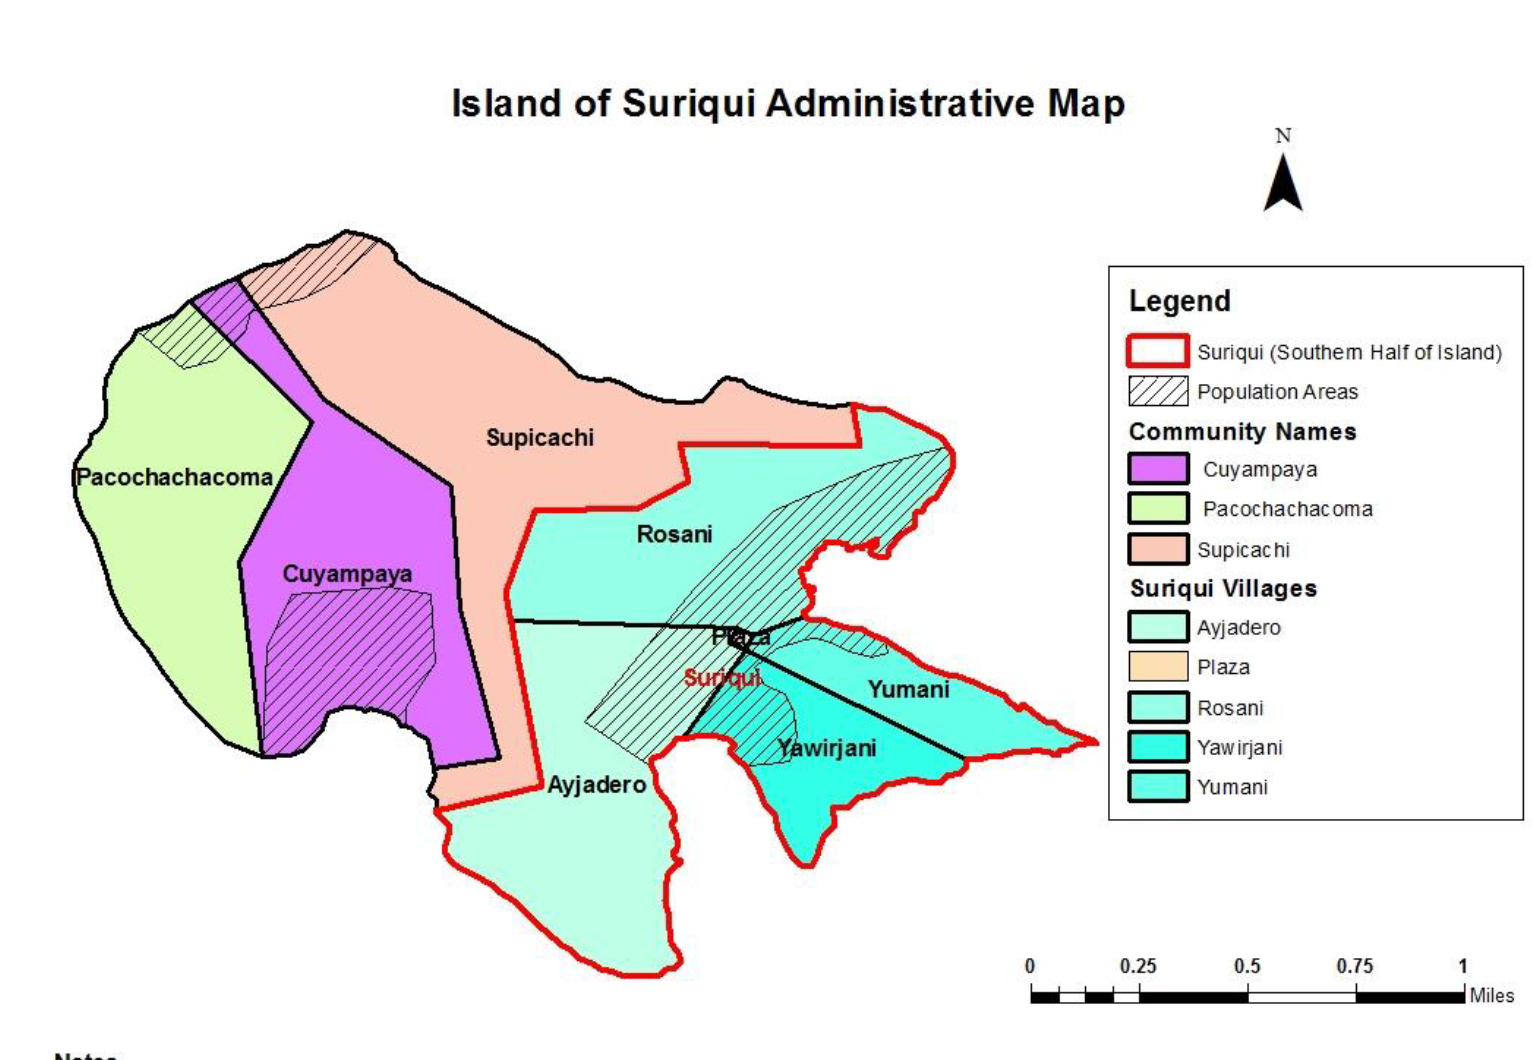 Island of Suriqui Administrative Map
N
Legend
Suriqui (Southern Half of Island)
Population Areas
Community Names
Cuyampaya
Pacochachacoma
Supicachi
Suriqui Villages
Ayjadero
Plaza
Rosani
Yawirjani
Yumani
Supicachi
Pacochachacoma
Rosani
Cuyampaya
Plaza
Suriqui
Yumani
Yawirjani
Ayjadero
0 0.25 0.5 0.75 1
Miles
Notes